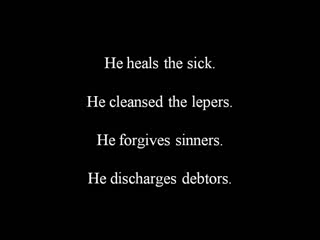 He heals the sick.
He cleansed the lepers.
He forgives sinners.
He discharges debtors.